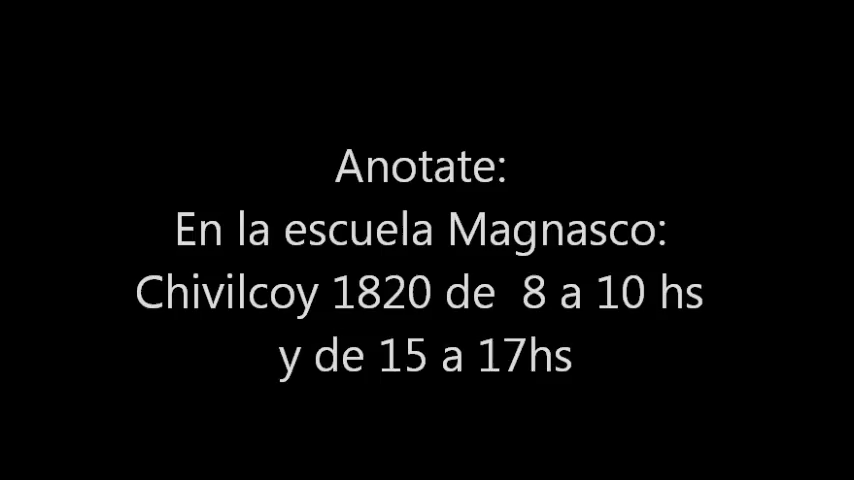 Anotate:
En la escuela Magnasco:
Chivilcoy 1820 de  8 a 10 hs
y de 15 a 17hs